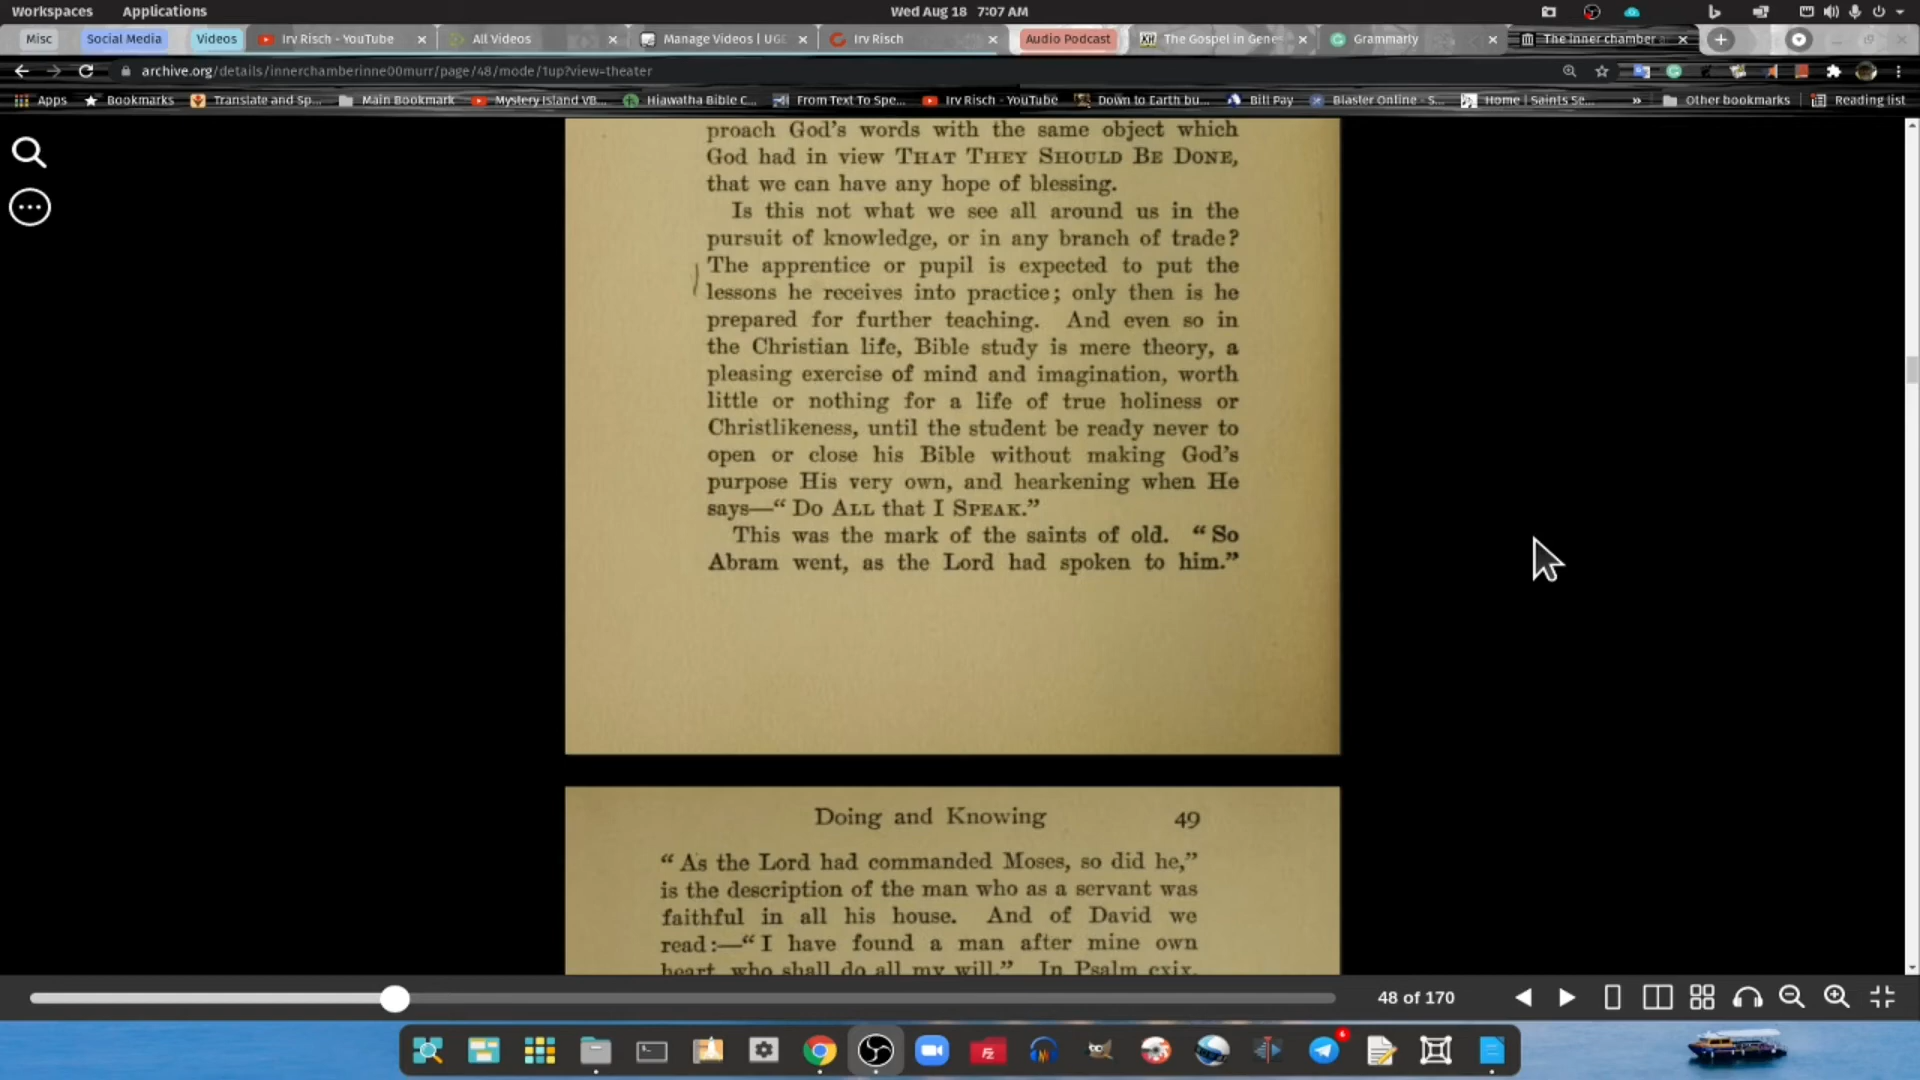 Workspaces Applications Wed Aug 18 7:07 AM
Misc Social Media Videos Irv Risch - YouTube All Videos Manage Videos | UGE Irv Risch Audio Podcast The Gospel in Gene Grammarly The inner chamber
archive.org/details/innerchamberinne00murr/page/48/mode/1up?view=theater
Apps Bookmarks Translate and Sp... Main Bookmark Mystery Island VB... Hiawatha Bible C... From Text To Spe... Irv Risch - YouTube Down to Earth bu... Bill Pay Blaster Online - S... Home | Saints Se... » Other bookmarks Reading list
proach God's words with the same object which
God had in view THAT THEY SHOULD BE DONE,
that we can have any hope of blessing.
Is this not what we see all around us in the
pursuit of knowledge, or in any branch of trade?
The apprentice or pupil is expected to put the
lessons he receives into practice; only then is he
prepared for further teaching. And even so in
the Christian life, Bible study is mere theory, a
pleasing exercise of mind and imagination, worth
little or nothing for a life of true holiness or
Christlikeness, until the student be ready never to
open or close his Bible without making God's
purpose His very own, and hearkening when He
says—“ Do ALL that I SPEAK.”
This was the mark of the saints of old. “ So
Abram went, as the Lord had spoken to him.”
Doing and Knowing 49
“ As the Lord had commanded Moses, so did he,”
is the description of the man who as a servant was
faithful in all his house. And of David we
read :—“ I have found a man after mine own
heart, who shall do all my will.” In Psalm cxix.
48 of 170